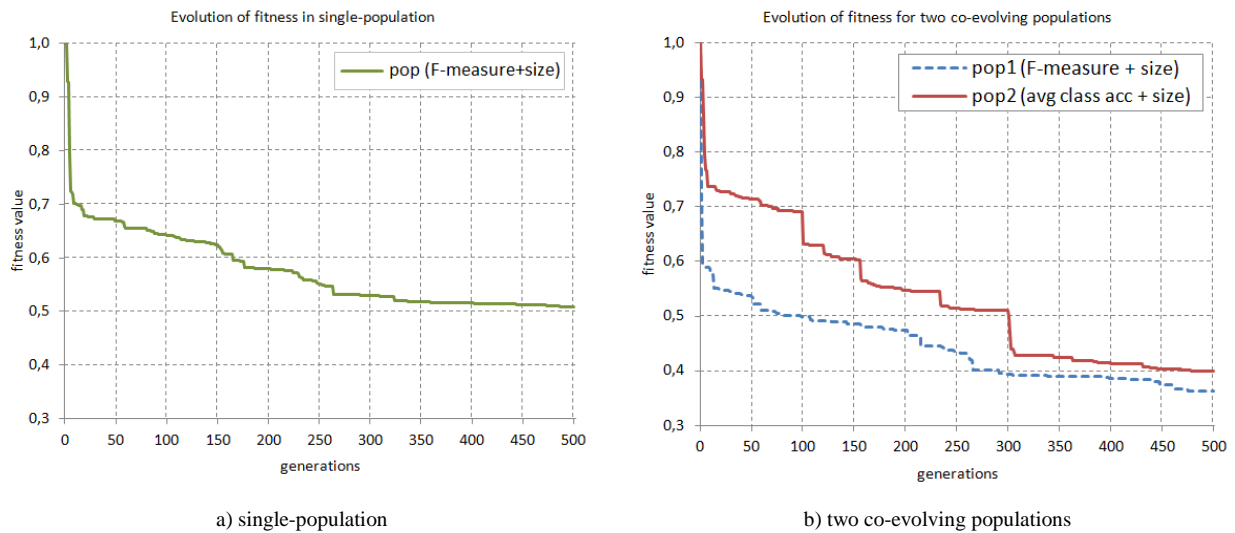 Evolution of fitness in single-population
1,0
0,9
0,8
0,7
0,6
0,5
0,4
0,3
fitness value
pop (F-measure+size)
0 50 100 150 200 250 300 350 400 450 500
generations
a) single-population
Evolution of fitness for two co-evolving populations
1,0
0,9
0,8
0,7
0,6
0,5
0,4
0,3
fitness value
pop1 (F-measure + size)
pop2 (avg class acc + size)
0 50 100 150 200 250 300 350 400 450 500
generations
b) two co-evolving populations